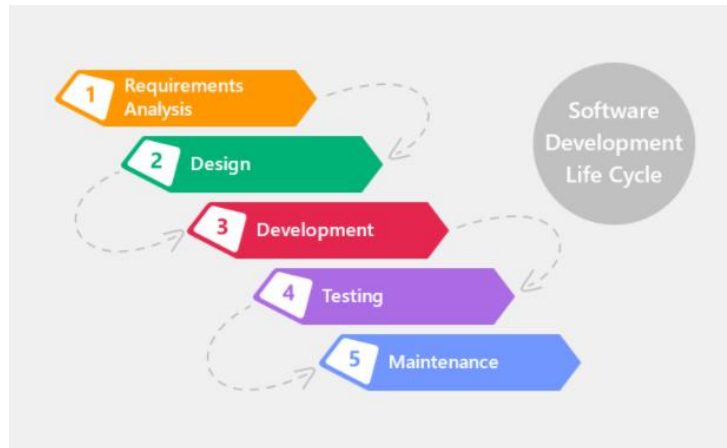 1
Requirements
Analysis
2
Design
3
Development
4
Testing
5
Maintenance
Software
Development
Life Cycle